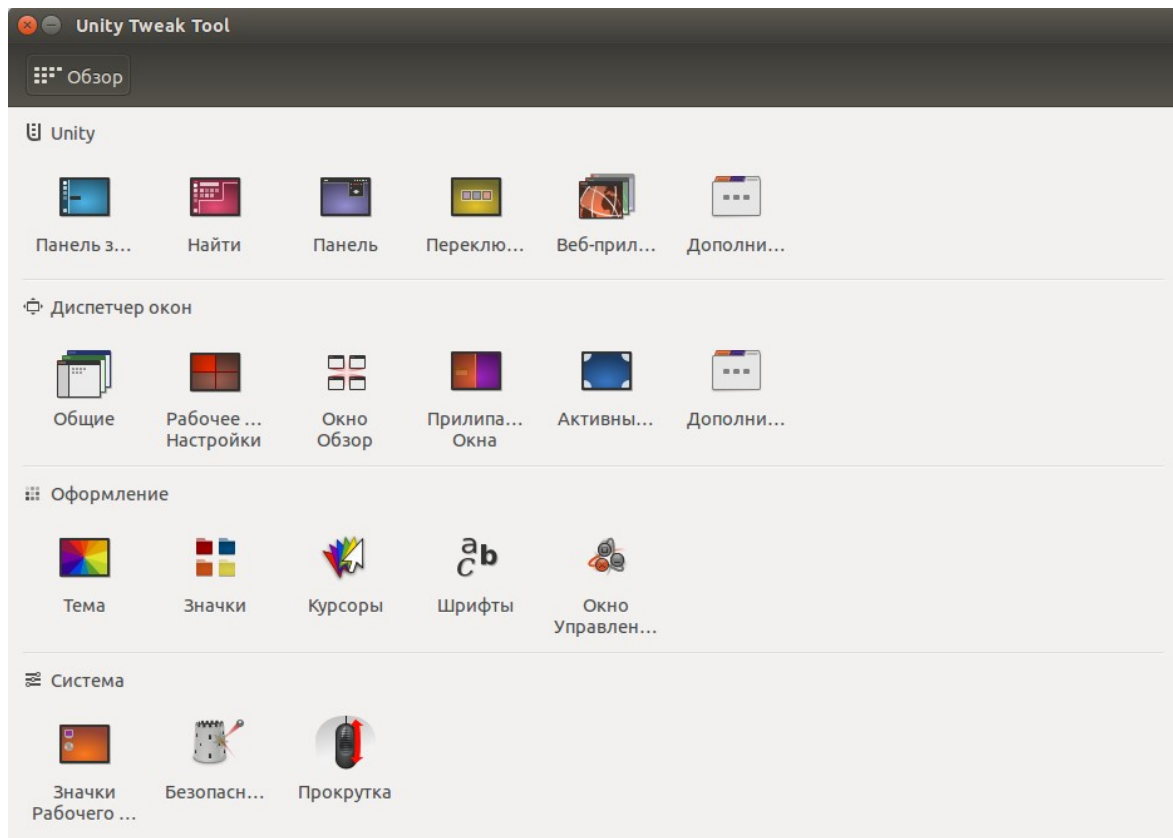 Unity Tweak Tool
Обзор
Unity
Панель з...
Найти
Панель
Переклю...
Веб-прил...
Дополни...
Диспетчер окон
Общие
Рабочее ...
Настройки
Окно
Обзор
Прилипа...
Окна
Активны...
Дополни...
Оформление
a
c b
Тема
Значки
Курсоры
Шрифты
Окно
Управлен...
Система
Значки
Рабочего ...
Безопасн...
Прокрутка